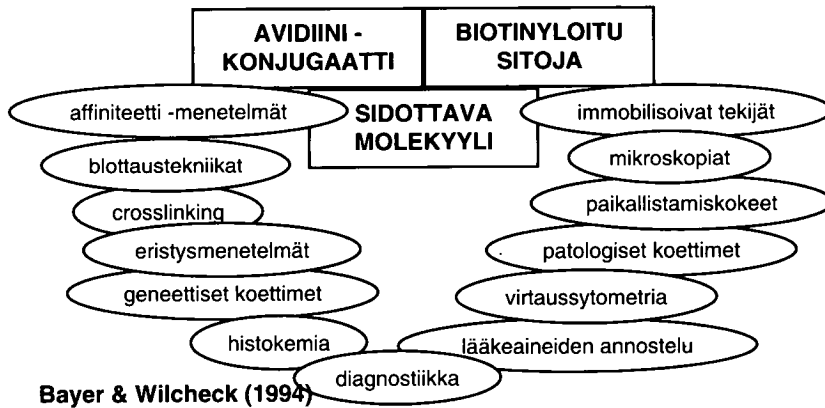 AVIDIINI -
KONJUGAATTI
BIOTINYLOITU
SITOJA
SIDOTTAVA
MOLEKYYLI
affiniteetti -menetelmät
blottaustekniikat
crosslinking
eristysmenetelmät
geneettiset koettimet
histokemia
diagnostiikka
immobilisoivat tekijät
mikroskopiat
paikallistamiskokeet
patologiset koettimet
virtaussytometria
lääkeaineiden annostelu
Bayer & Wilcheck (1994)